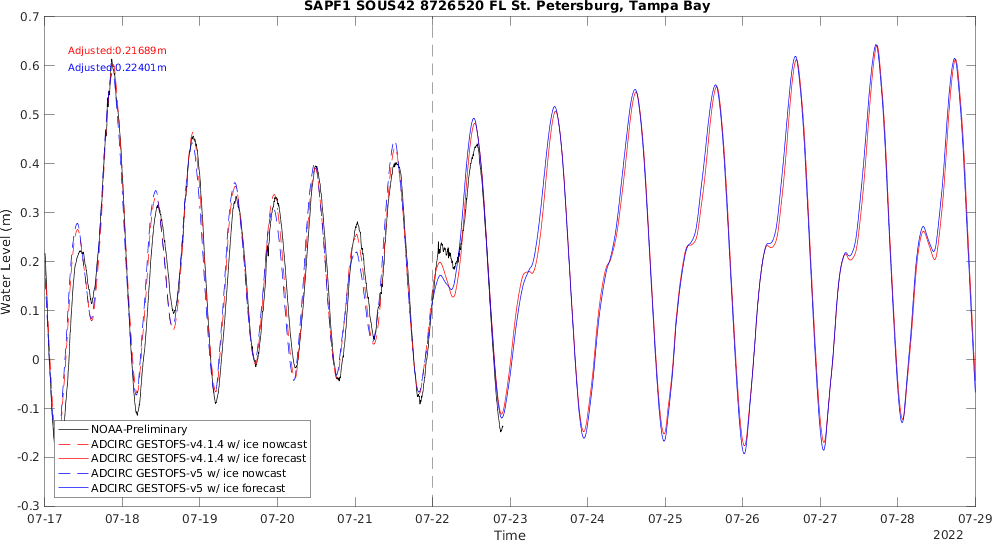 SAPF1 SOUS42 8726520 FL St. Petersburg, Tampa Bay
0.7
0.6
0.5
0.4
0.3
0.2
0.1
0
-0.1
-0.2
-0.3
Water Level (m)
Adjusted:0.21689m
Adjusted:0.22401m
NOAA-Preliminary
ADCIRC GESTOFS-v4.1.4 w/ ice nowcast
ADCIRC GESTOFS-v4.1.4 w/ ice forecast
ADCIRC GESTOFS-v5 w/ ice nowcast
ADCIRC GESTOFS-v5 w/ ice forecast
07-17 07-18 07-19 07-20 07-21 07-22 07-23 07-24 07-25 07-26 07-27 07-28 07-29
Time
2022